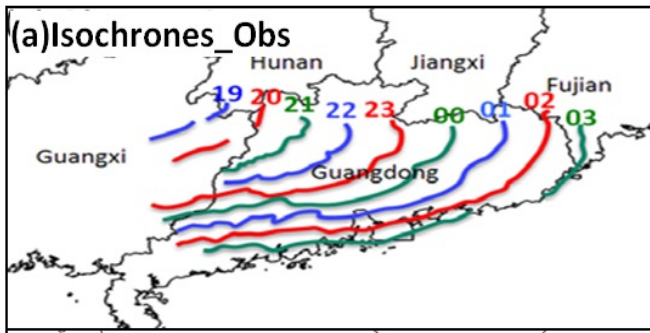 (a)Isochrones_Obs
Hunan
Jiangxi
Fujian
19 20 21 22 23 00 01 02 03
Guangxi
Guangdong